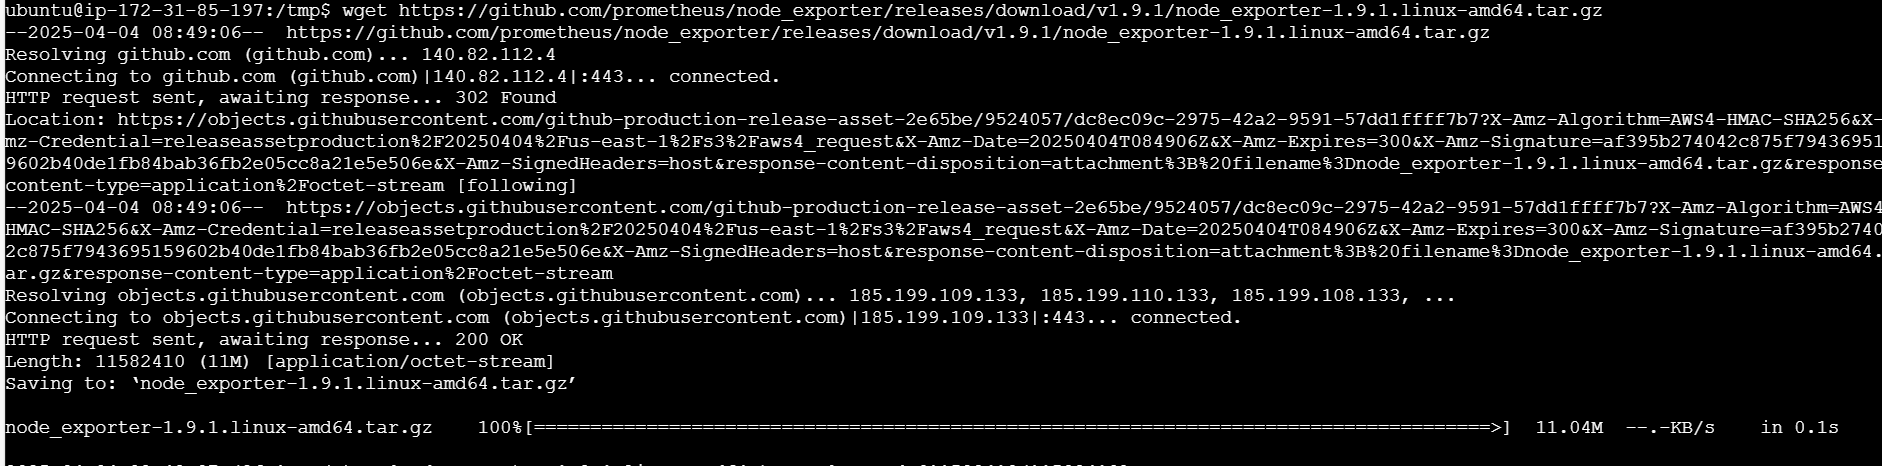 ubuntu@ip-172-31-85-197:/tmp$ wget https://github.com/prometheus/node_exporter/releases/download/v1.9.1/node_exporter-1.9.1.linux-amd64.tar.gz
--2025-04-04 08:49:06--  https://github.com/prometheus/node_exporter/releases/download/v1.9.1/node_exporter-1.9.1.linux-amd64.tar.gz
Resolving github.com (github.com)... 140.82.112.4
Connecting to github.com (github.com)|140.82.112.4|:443... connected.
HTTP request sent, awaiting response... 302 Found
Location: https://objects.githubusercontent.com/github-production-release-asset-2e65be/9524057/dc8ec09c-2975-42a2-9591-57dd1ffff7b7?X-Amz-Algorithm=AWS4-HMAC-SHA256&X-
mz-Credential=releaseassetproduction%2F20250404%2Fus-east-1%2Fs3%2Faws4_request&X-Amz-Date=20250404T084906Z&X-Amz-Expires=300&X-Amz-Signature=af395b274042c875f79436951
9602b40de1fb84bab36fb2e05cc8a21e5e506e&X-Amz-SignedHeaders=host&response-content-disposition=attachment%3B%20filename%3Dnode_exporter-1.9.1.linux-amd64.tar.gz&response
content-type=application%2Foctet-stream [following]
--2025-04-04 08:49:06--  https://objects.githubusercontent.com/github-production-release-asset-2e65be/9524057/dc8ec09c-2975-42a2-9591-57dd1ffff7b7?X-Amz-Algorithm=AWS4
HMAC-SHA256&X-Amz-Credential=releaseassetproduction%2F20250404%2Fus-east-1%2Fs3%2Faws4_request&X-Amz-Date=20250404T084906Z&X-Amz-Expires=300&X-Amz-Signature=af395b2740
2c875f7943695159602b40de1fb84bab36fb2e05cc8a21e5e506e&X-Amz-SignedHeaders=host&response-content-disposition=attachment%3B%20filename%3Dnode_exporter-1.9.1.linux-amd64.
ar.gz&response-content-type=application%2Foctet-stream
Resolving objects.githubusercontent.com (objects.githubusercontent.com)... 185.199.109.133, 185.199.110.133, 185.199.108.133, ...
Connecting to objects.githubusercontent.com (objects.githubusercontent.com)|185.199.109.133|:443... connected.
HTTP request sent, awaiting response... 200 OK
Length: 11582410 (11M) [application/octet-stream]
Saving to: ‘node_exporter-1.9.1.linux-amd64.tar.gz’
node_exporter-1.9.1.linux-amd64.tar.gz    100%[=====================================================================================>]  11.04M  --.-KB/s    in 0.1s